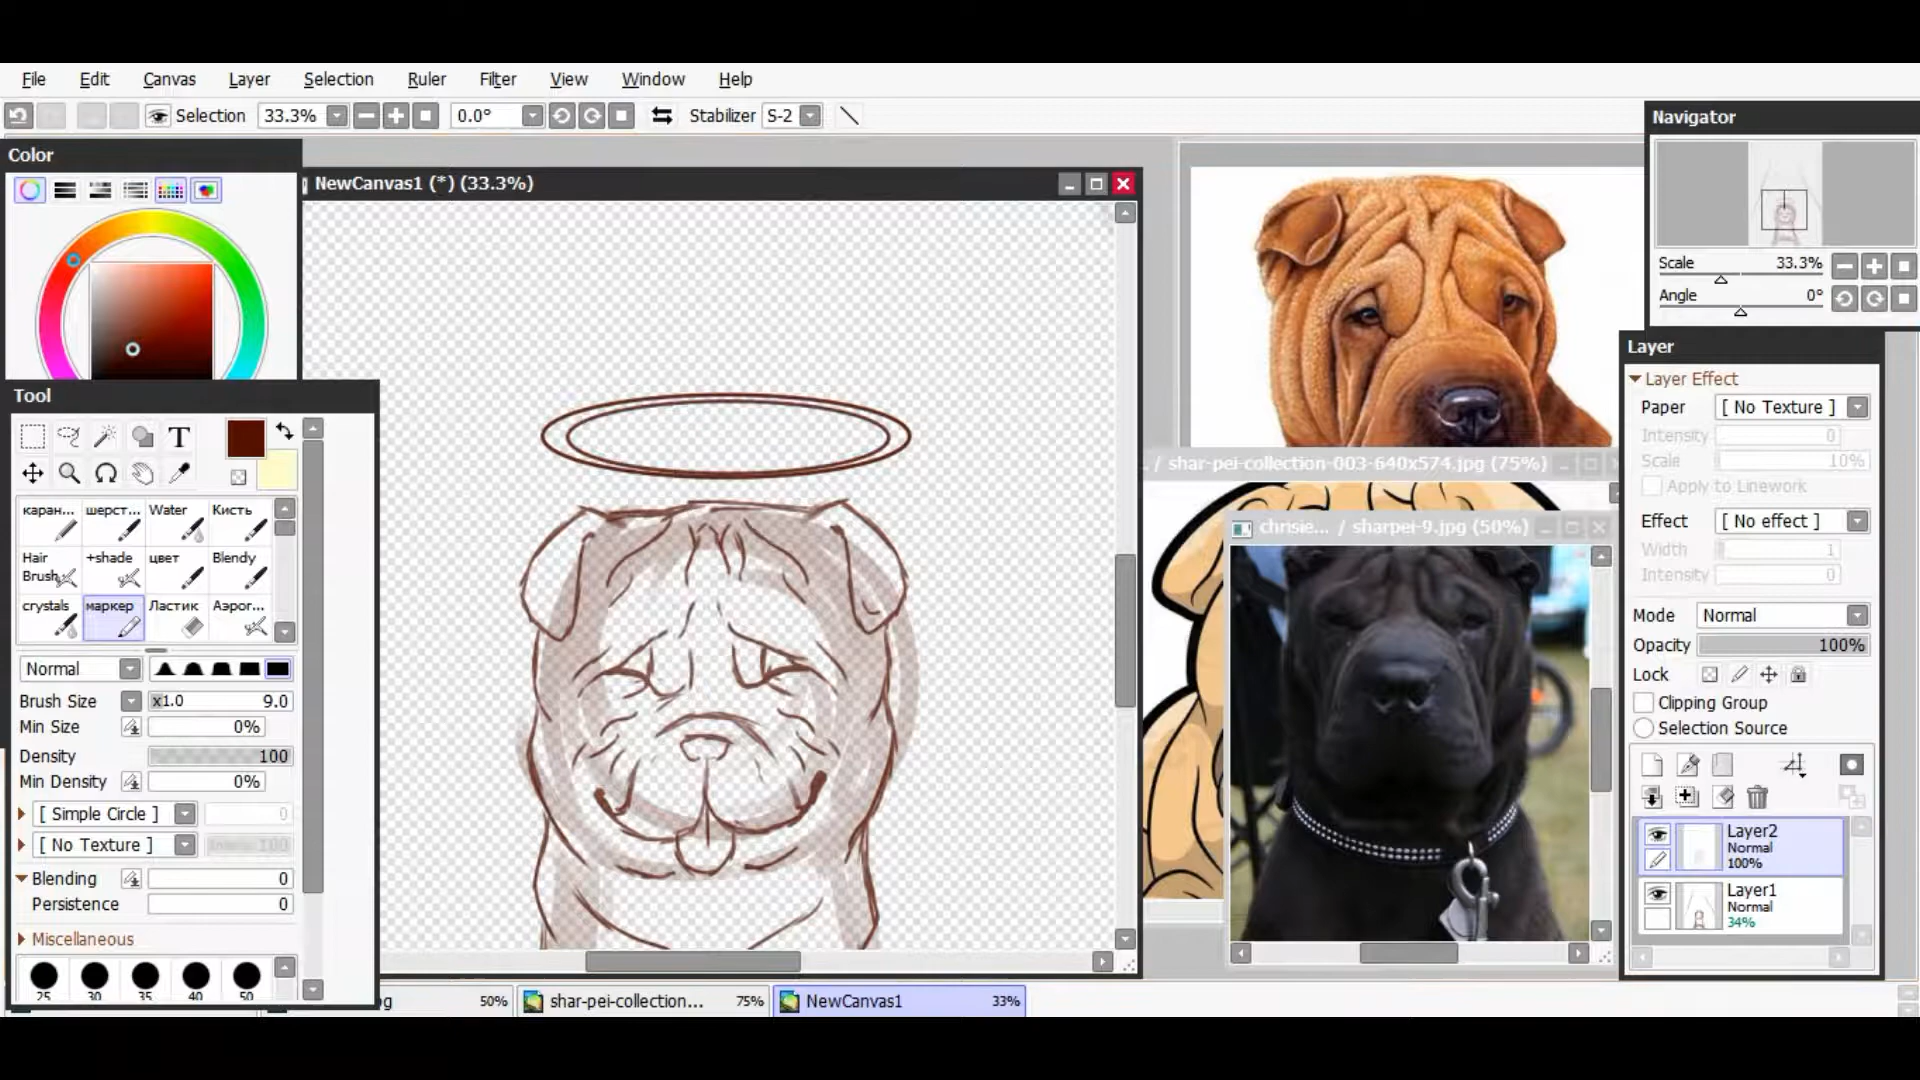 File Edit Canvas Layer Selection Ruler Filter View Window Help
Selection 33.3% 0.0° Stabilizer S-2
Navigator
Scale 33.3%
Angle 0°
Color
NewCanvas1 (*) (33.3%)
Tool
T
каран... шерст... Water Кисть
Hair Brush +shade цвет Blendy
crystals маркер Ластик Аэрог...
Normal
Brush Size x1.0 9.0
Min Size 0%
Density 100
Min Density 0%
[ Simple Circle ] 0
[ No Texture ] 100
Blending 0
Persistence 0
Miscellaneous
25 30 35 40 50
/ shar-pei-collection-003-640x574.jpg (75%)
chrisie... / sharpei-9.jpg (50%)
Layer
Layer Effect
Paper [ No Texture ]
Intensity 0
Scale 10%
Apply to Linework
Effect [ No effect ]
Width 1
Intensity 0
Mode Normal
Opacity 100%
Lock
Clipping Group
Selection Source
Layer2
Normal
100%
Layer1
Normal
34%
pg 50% shar-pei-collection... 75% NewCanvas1 33%